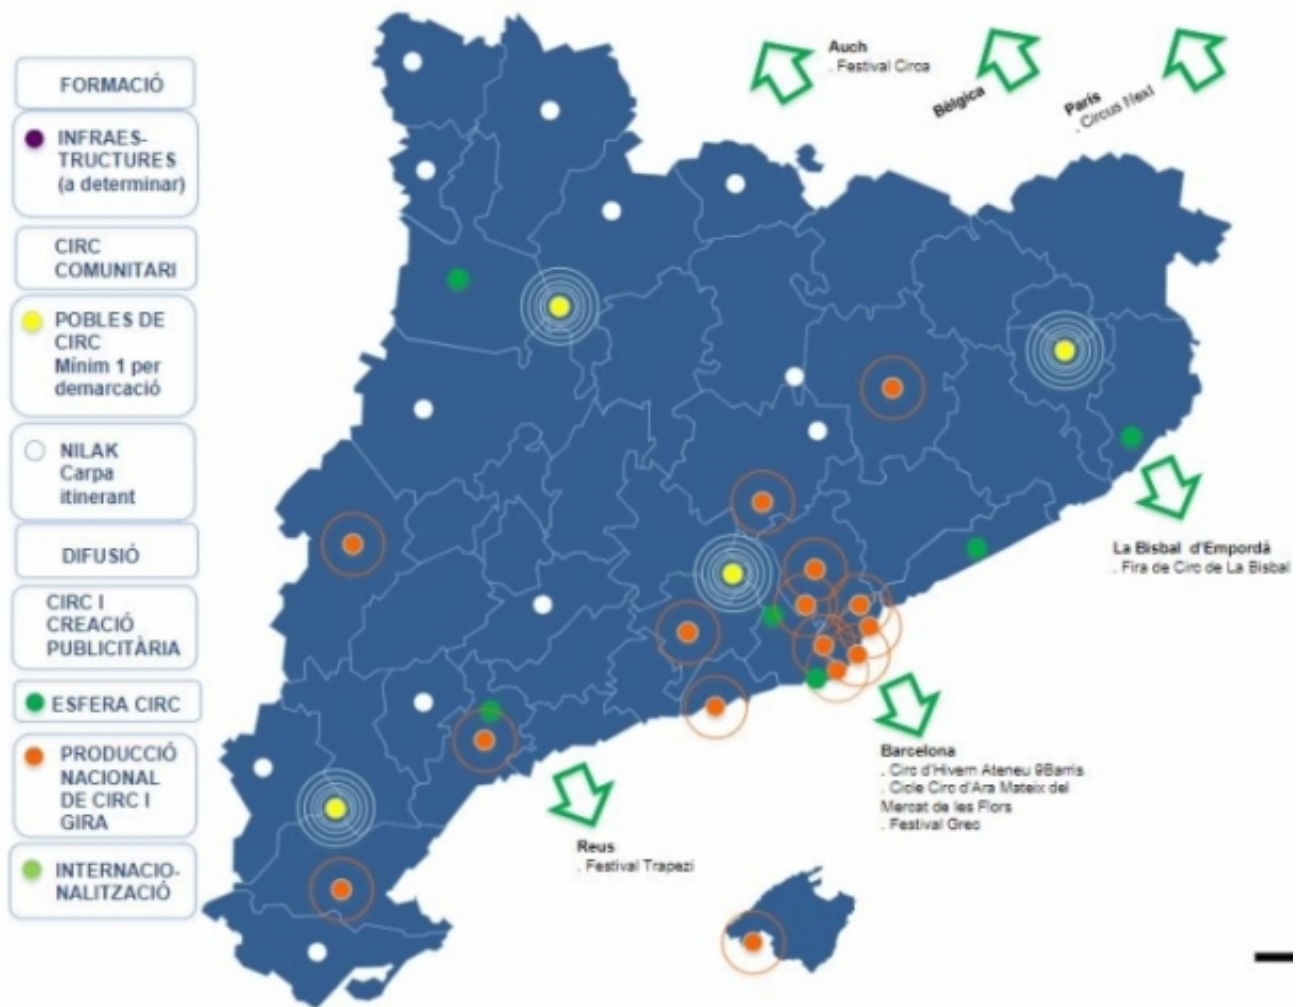 FORMACIÓ
INFRAES-
TRUCTURES
(a determinar)
CIRC
COMUNITARI
POBLES DE
CIRC
Mínim 1 per
demarcació
NILAK
Carpa
itinerant
DIFUSIÓ
CIRC I
CREACIÓ
PUBLICITÀRIA
ESFERA CIRC
PRODUCCIÓ
NACIONAL
DE CIRC I
GIRA
INTERNACIO-
NALITZACIÓ
Auch
. Festival Circa
Bèlgica
París
. Circus Next
La Bisbal d'Empordà
. Fira de Circ de La Bisbal
Barcelona
. Circ d'Hivern Ateneu 9Barris
. Cicle Circ d'Ara Mateix del
Mercat de les Flors
. Festival Grec
Reus
. Festival Trapezi